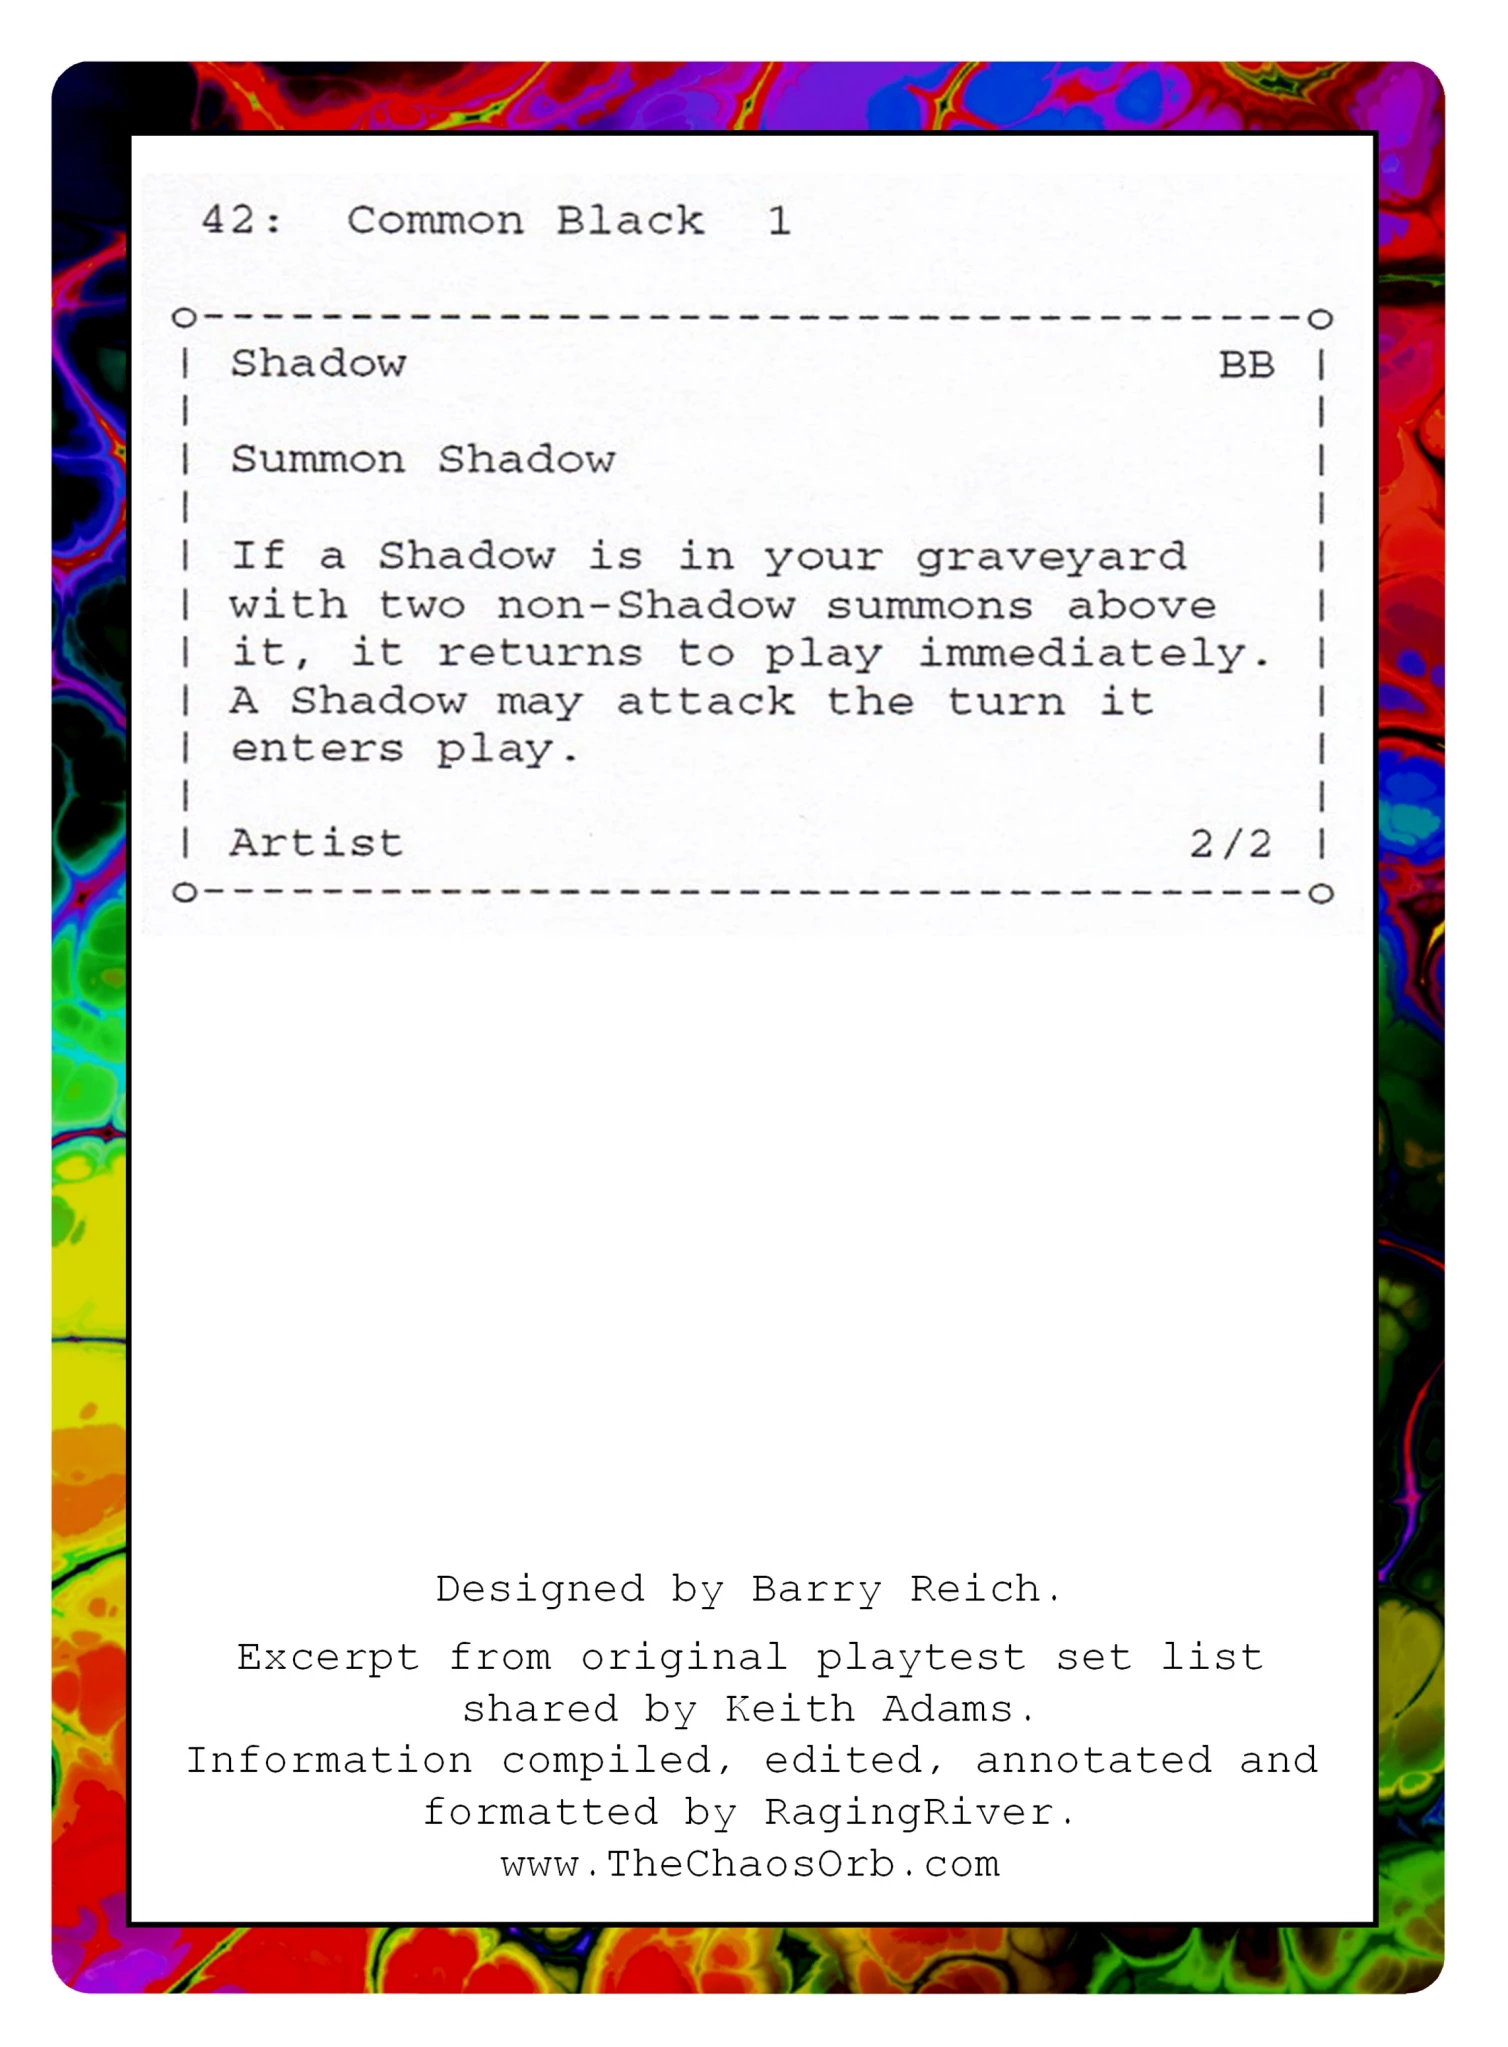 42: Common Black 1
Shadow BB
Summon Shadow
If a Shadow is in your graveyard
with two non-Shadow summons above
it, it returns to play immediately.
A Shadow may attack the turn it
enters play.
Artist 2/2
Designed by Barry Reich.
Excerpt from original playtest set list
shared by Keith Adams.
Information compiled, edited, annotated and
formatted by RagingRiver.
www.TheChaosOrb.com